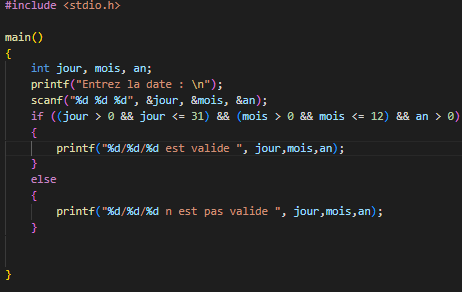 #include <stdio.h>
main()
{
int jour, mois, an;
printf("Entrez la date : \n");
scanf("%d %d %d", &jour, &mois, &an);
if ((jour > 0 && jour <= 31) && (mois > 0 && mois <= 12) && an > 0)
{
printf("%d/%d/%d est valide ", jour,mois,an);
}
else
{
printf("%d/%d/%d n est pas valide ", jour,mois,an);
}
}